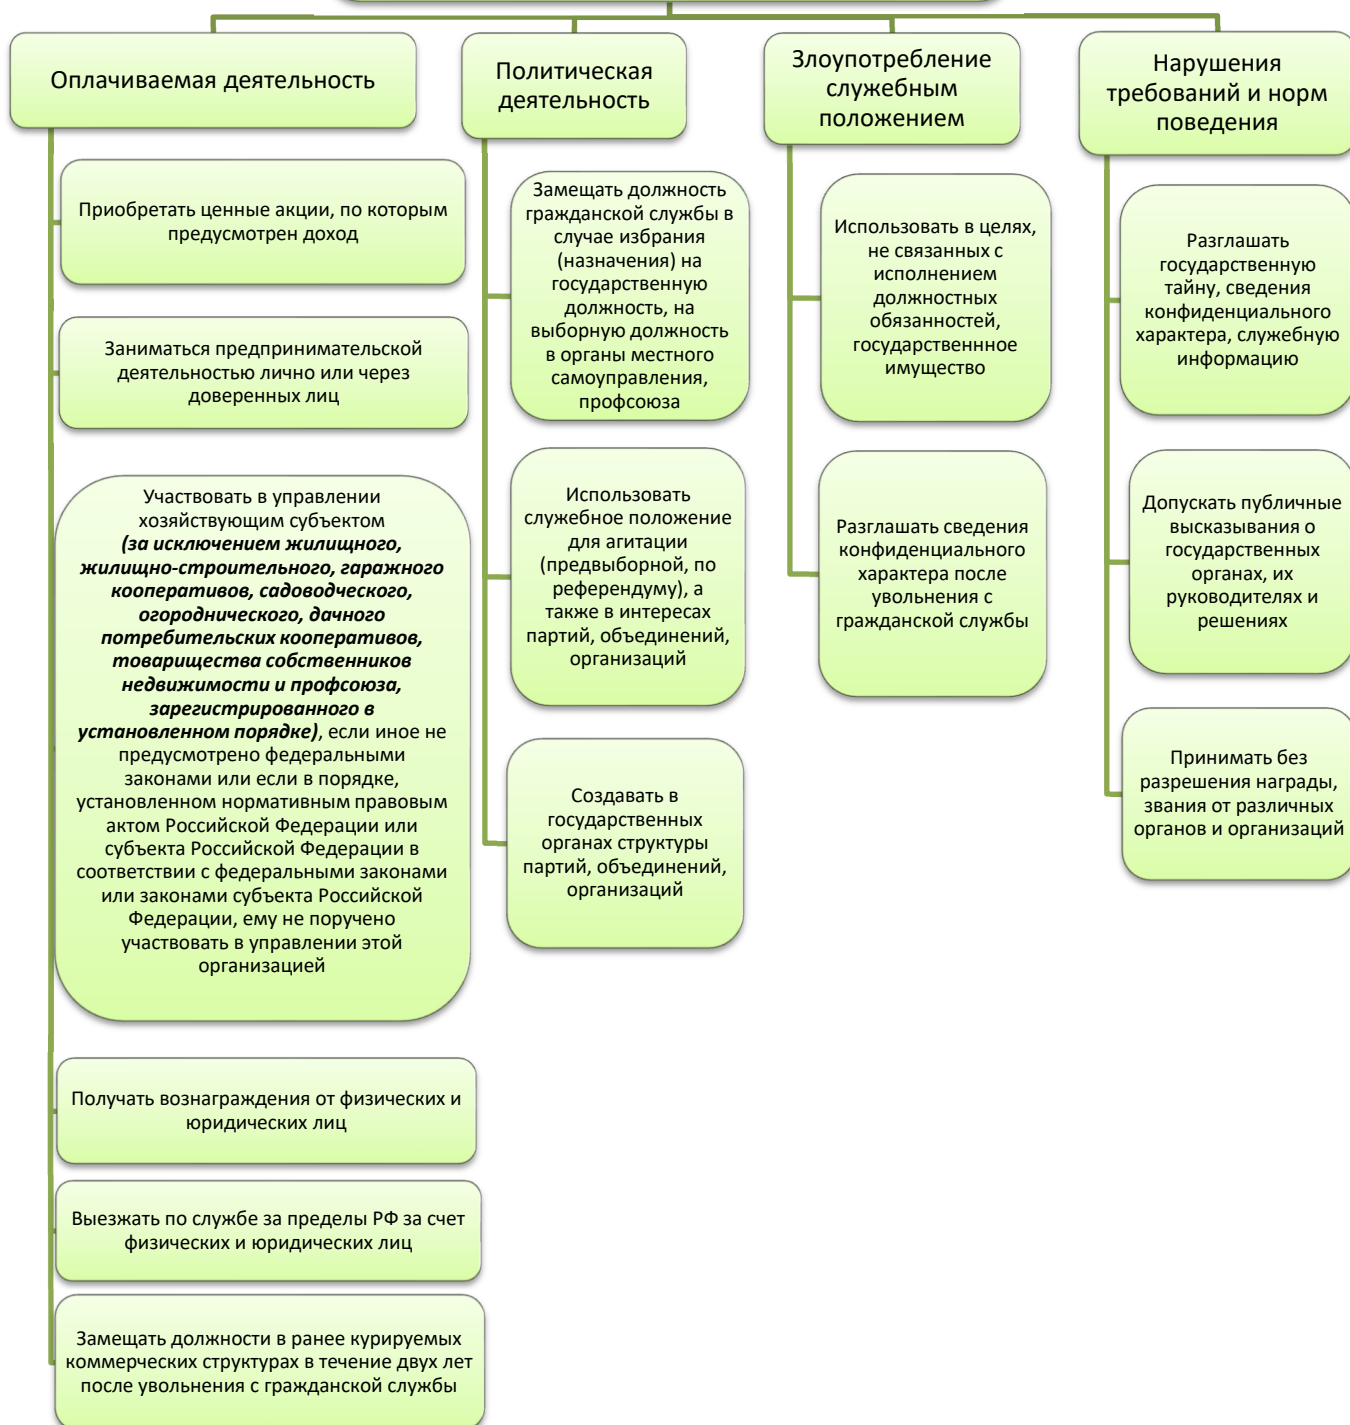 Оплачиваемая деятельность
Приобретать ценные акции, по которым
предусмотрен доход
Заниматься предпринимательской
деятельностью лично или через
доверенных лиц
Участвовать в управлении
хозяйствующим субъектом
(за исключением жилищного,
жилищно-строительного, гаражного
кооперативов, садоводческого,
огороднического, дачного
потребительских кооперативов,
товарищества собственников
недвижимости и профсоюза,
зарегистрированного в
установленном порядке), если иное не
предусмотрено федеральными
законами или если в порядке,
установленном нормативным правовым
актом Российской Федерации или
субъекта Российской Федерации в
соответствии с федеральными законами
или законами субъекта Российской
Федерации, ему не поручено
участвовать в управлении этой
организацией
Получать вознаграждения от физических и
юридических лиц
Выезжать по службе за пределы РФ за счет
физических и юридических лиц
Замещать должности в ранее курируемых
коммерческих структурах в течение двух лет
после увольнения с гражданской службы
Политическая
деятельность
Замещать должность
гражданской службы в
случае избрания
(назначения) на
государственную
должность, на
выборную должность
в органы местного
самоуправления,
профсоюза
Использовать
служебное положение
для агитации
(предвыборной, по
референдуму), а
также в интересах
партий, объединений,
организаций
Создавать в
государственных
органах структуры
партий, объединений,
организаций
Злоупотребление
служебным
положением
Использовать в целях,
не связанных с
исполнением
должностных
обязанностей,
государственнное
имущество
Разглашать сведения
конфиденциального
характера после
увольнения с
гражданской службы
Нарушения
требований и норм
поведения
Разглашать
государственную
тайну, сведения
конфиденциального
характера, служебную
информацию
Допускать публичные
высказывания о
государственных
органах, их
руководителях и
решениях
Принимать без
разрешения награды,
звания от различных
органов и организаций